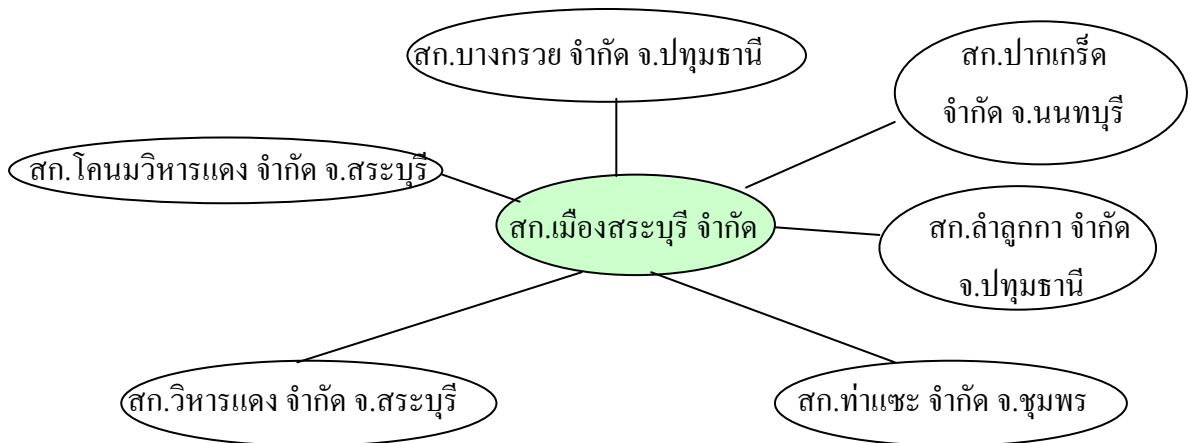 สก.บางกรวย จำกัด จ.ปทุมธานี
สก.ปากเกร็ด
จำกัด จ.นนทบุรี
สก.โคนมวิหารแดง จำกัด จ.สระบุรี
สก.เมืองสระบุรี จำกัด
สก.ลำลูกกา จำกัด
จ.ปทุมธานี
สก.วิหารแดง จำกัด จ.สระบุรี
สก.ท่าแซะ จำกัด จ.ชุมพร